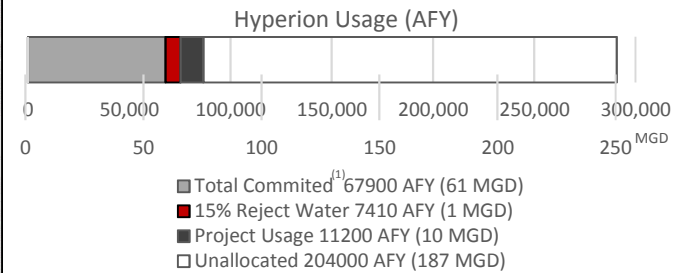 Hyperion Usage (AFY)
0 50,000 100,000 150,000 200,000 250,000 300,000
0 50 100 150 200 250 MGD
Total Commited(1) 67900 AFY (61 MGD)
15% Reject Water 7410 AFY (1 MGD)
Project Usage 11200 AFY (10 MGD)
Unallocated 204000 AFY (187 MGD)